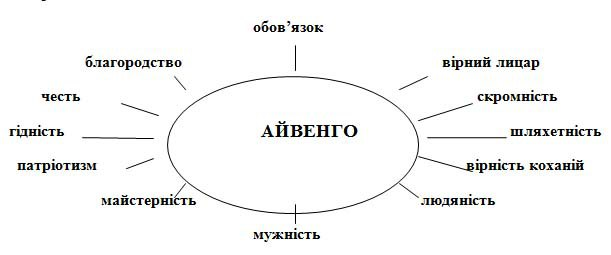 обов’язок
благородство
вірний лицар
честь
скромність
АЙВЕНГО
гідність
шляхетність
патріотизм
вірність коханій
майстерність
людяність
мужність